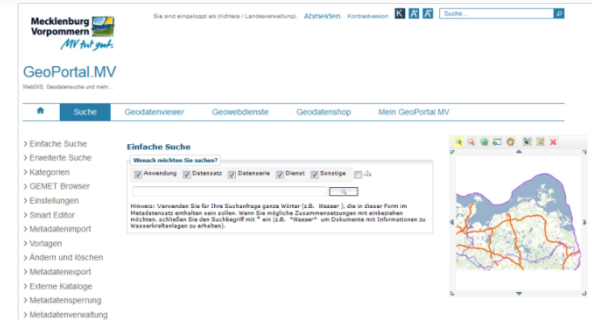 Mecklenburg
Vorpommern
MV tut gut.
Sie sind eingeloggt als (richtera / Landesverwaltung). Abmelden Kontrastversion K A A Suche...
GeoPortal.MV
WebGIS, Geodatensuche und mehr...
Suche Geodatenviewer Geowebdienste Geodatenshop Mein GeoPortal.MV
> Einfache Suche
> Erweiterte Suche
> Kategorien
> GEMET Browser
> Einstellungen
> Smart Editor
> Metadatenimport
> Vorlagen
> Ändern und löschen
> Metadatenexport
> Externe Kataloge
> Metadatensperrung
> Metadatenverwaltung
Einfache Suche
Wonach möchten Sie suchen?
Anwendung Datensatz Datenserie Dienst Sonstige
Hinweis: Verwenden Sie für Ihre Suchanfrage ganze Wörter (z.B. Wasser ), die in dieser Form im
Metadatensatz enthalten sein sollen. Wenn Sie mögliche Zusammensetzungen mit einbeziehen
möchten, schließen Sie den Suchbegriff mit * ein (z.B. *Wasser* um Dokumente mit Informationen zu
Wasserkraftanlagen zu erhalten).